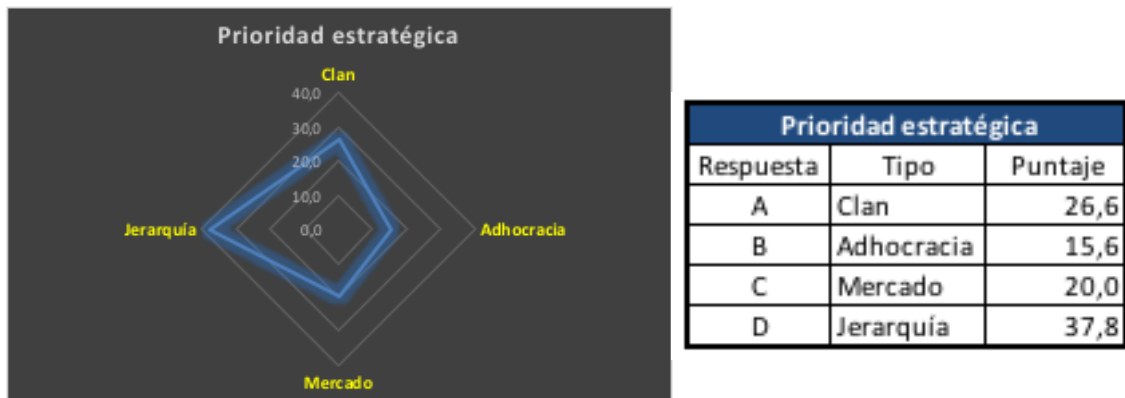 Prioridad estratégica
Clan
40,0
30,0
20,0
10,0
0,0
Jerarquía
Adhocracia
Mercado
Prioridad estratégica
Respuesta Tipo Puntaje
A Clan 26,6
B Adhocracia 15,6
C Mercado 20,0
D Jerarquía 37,8